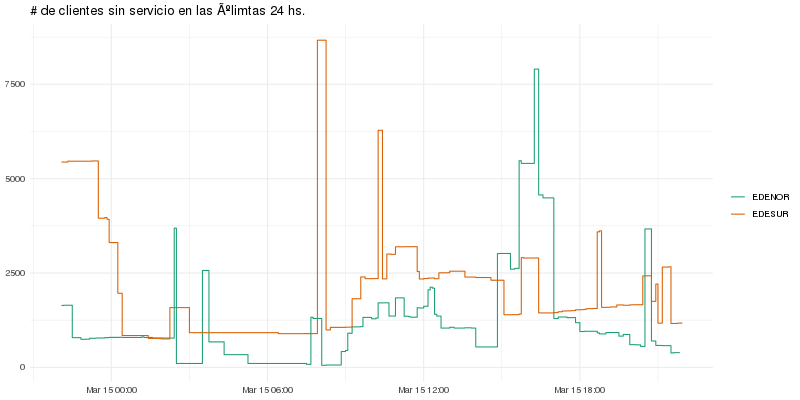 # de clientes sin servicio en las Ãºlimtas 24 hs.
7500
5000
2500
0
Mar 15 00:00
Mar 15 06:00
Mar 15 12:00
Mar 15 18:00
EDENOR
EDESUR